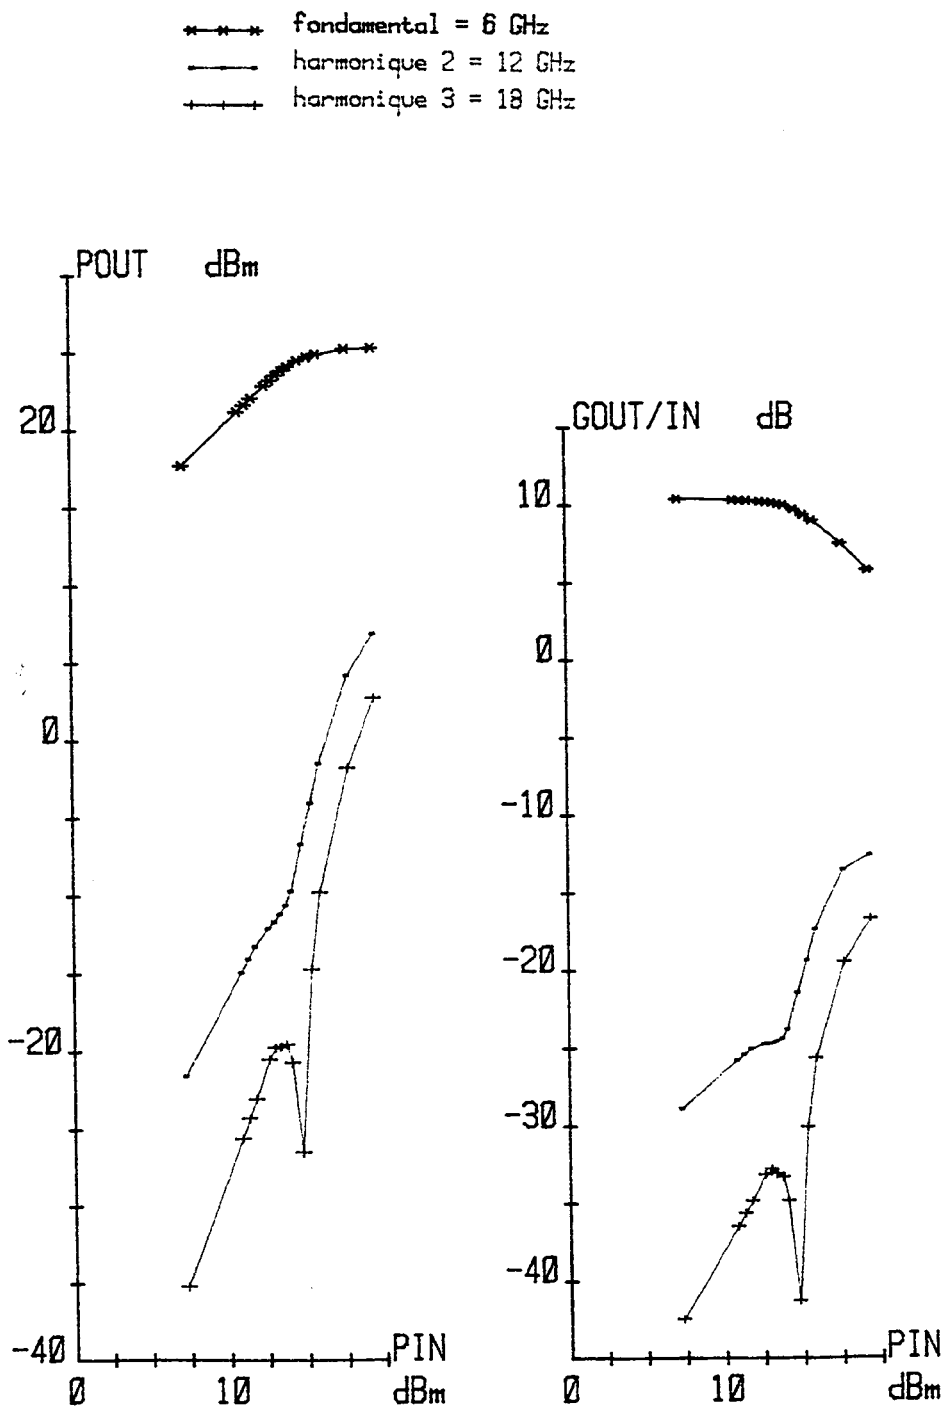 fondamental = 6 GHz
harmonique 2 = 12 GHz
harmonique 3 = 18 GHz
POUT dBm
20
0
-20
-40
0
10
PIN
dBm
GOUT/IN dB
10
0
-10
-20
-30
-40
0
10
PIN
dBm